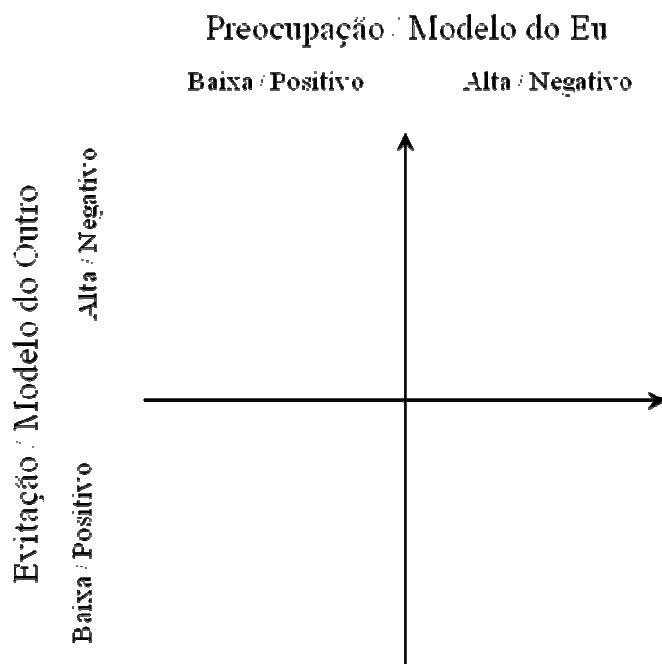 Preocupação / Modelo do Eu
Baixa / Positivo
Alta / Negativo
Evitação / Modelo do Outro
Alta / Negativo
Baixa / Positivo